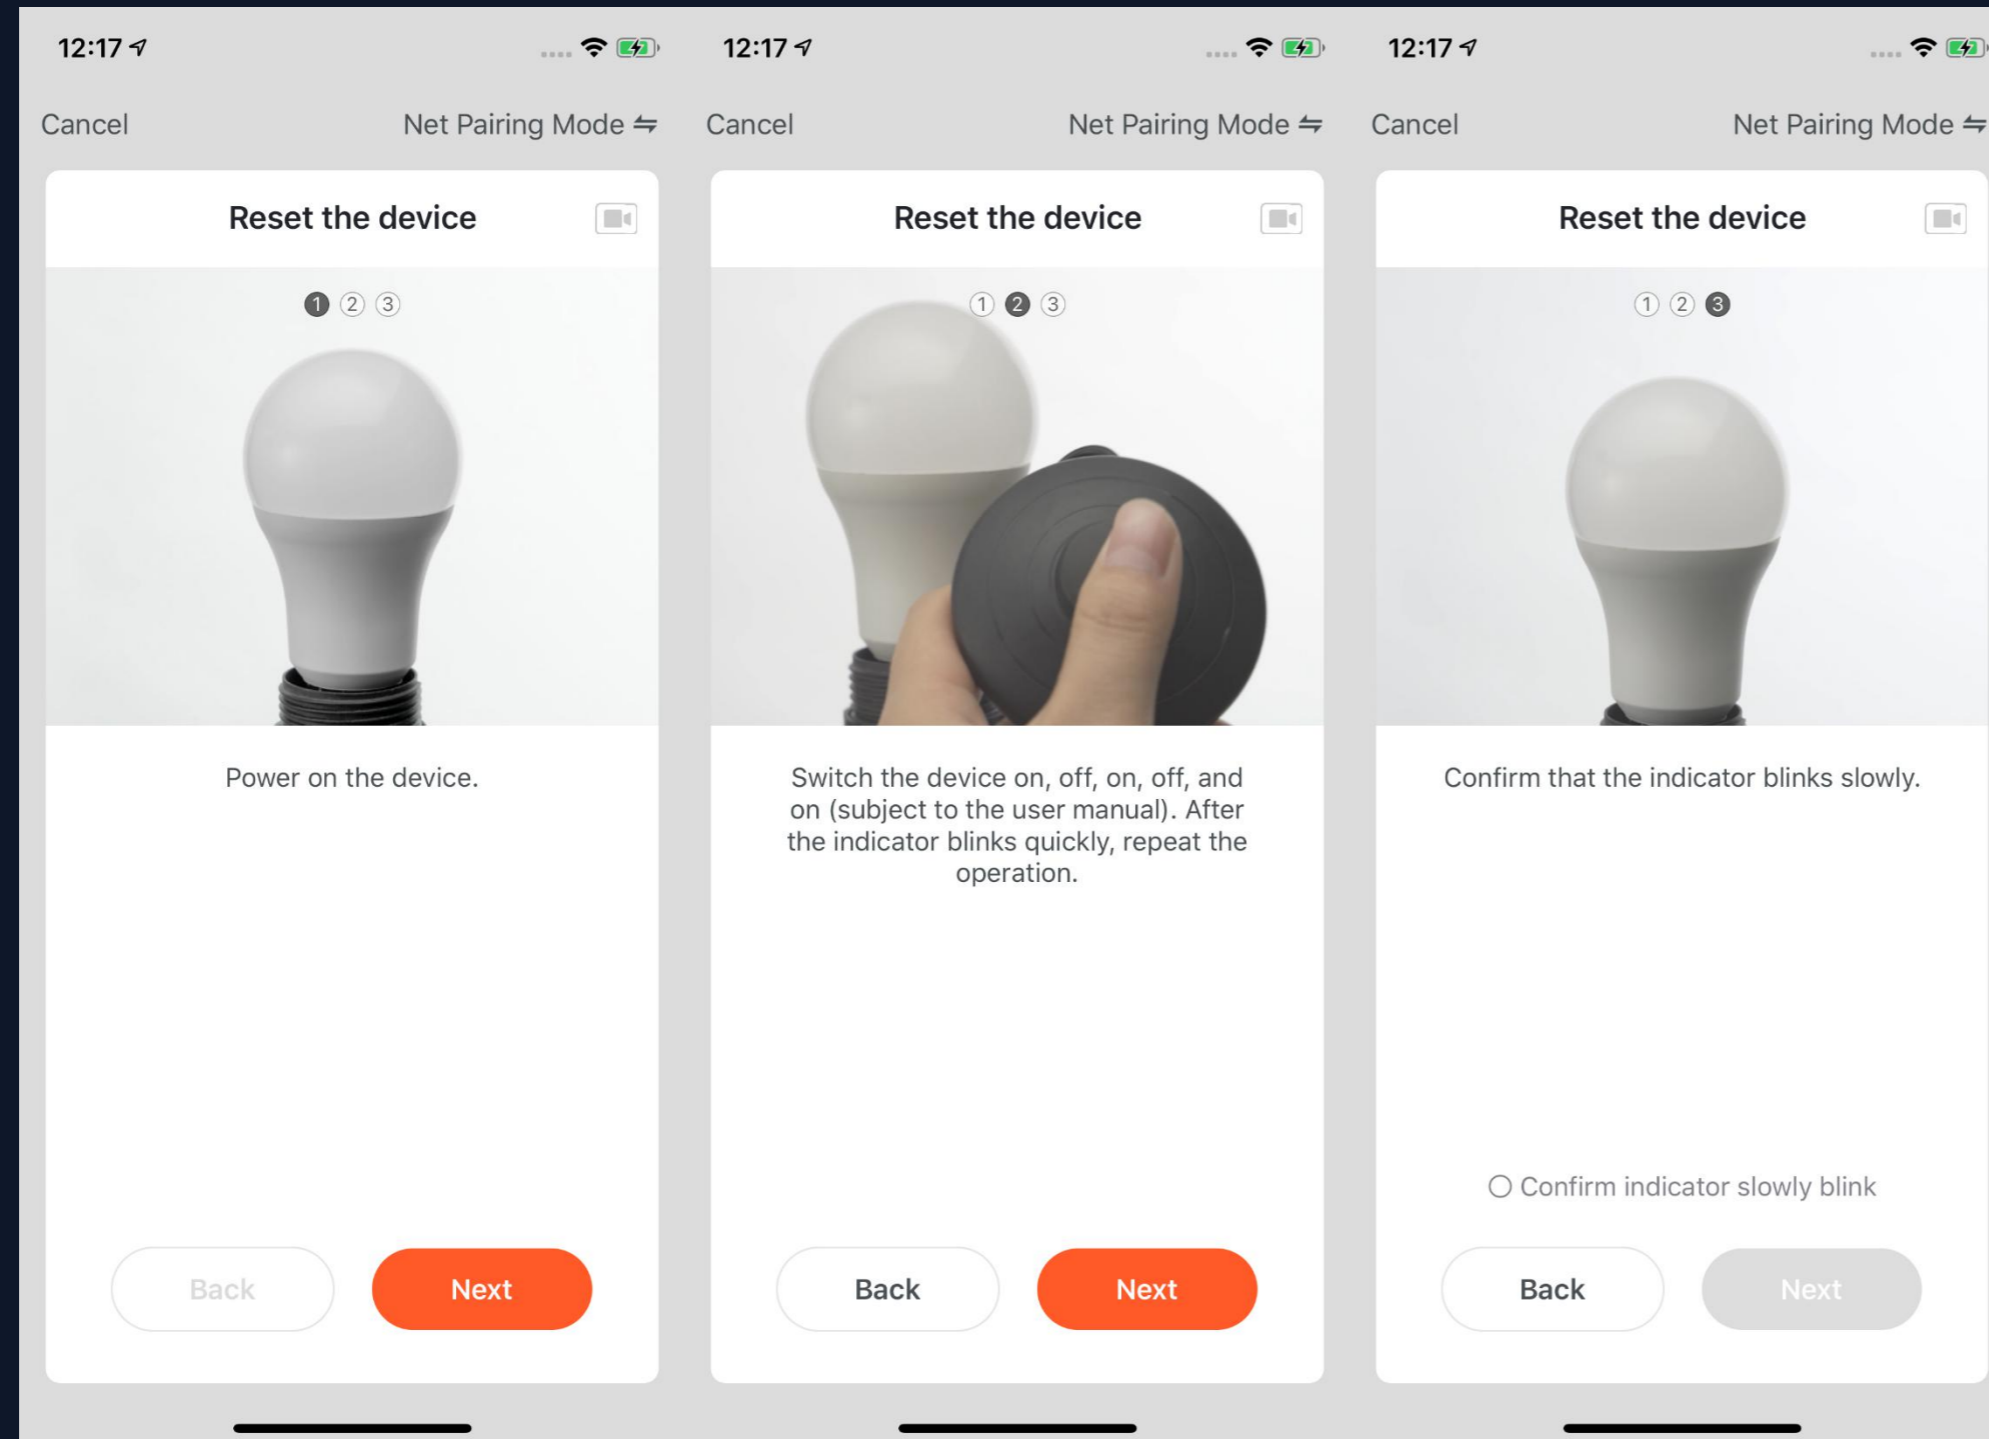 12:17
Cancel
Net Pairing Mode
Reset the device
1 2 3
Power on the device.
Back
Next
12:17
Cancel
Net Pairing Mode
Reset the device
1 2 3
Switch the device on, off, on, off, and
on (subject to the user manual). After
the indicator blinks quickly, repeat the
operation.
Back
Next
12:17
Cancel
Net Pairing Mode
Reset the device
1 2 3
Confirm that the indicator blinks slowly.
Confirm indicator slowly blink
Back
Next